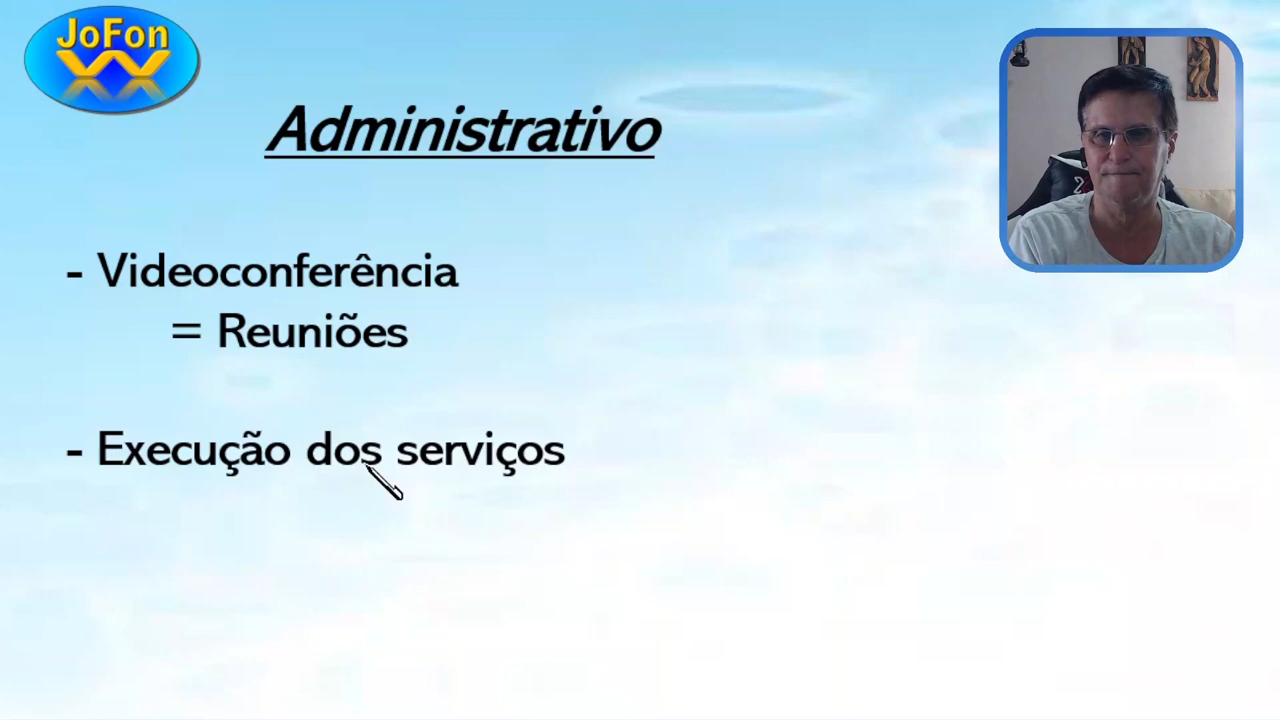 JoFon
Administrativo
- Videoconferência
= Reuniões
- Execução dos serviços